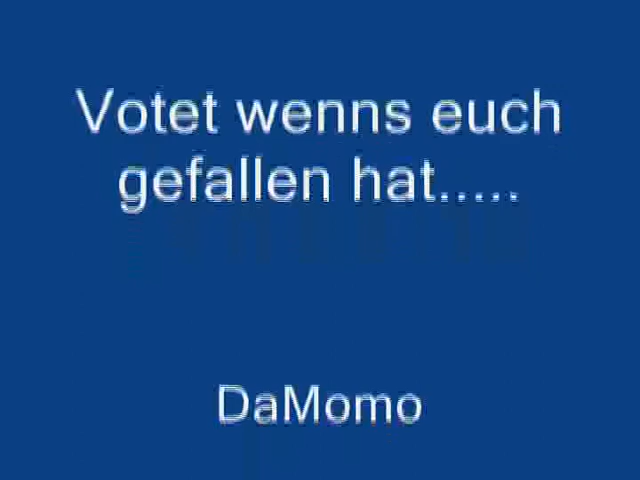 Votet wenns euch
gefallen hat.....
DaMomo